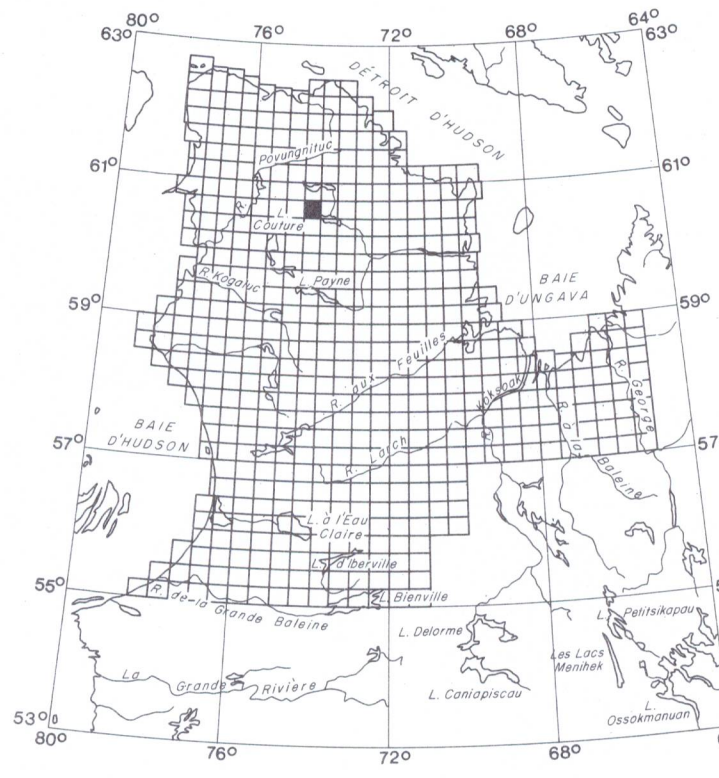 80° 76° 72° 68° 64°
63° 63°
DÉTROIT D'HUDSON
Povungnituc
61° 61°
R.
L.
Couture
R. Kogaluc
L. Payne
BAIE
D'UNGAVA
59° 59°
R. aux Feuilles
Koksoak
R.
R. à la Baleine
R. George
BAIE
D'HUDSON
57° 57°
R. Larch
L. à l'Eau
Claire
L. d'Iberville
55° 55°
R. de la Grande Baleine
L. Bienville
L. Petitsikapau
L. Delorme
Les Lacs
Menihek
La Grande Rivière
L. Caniapiscau
L.
Ossokmanuan
53°
80° 76° 72° 68°